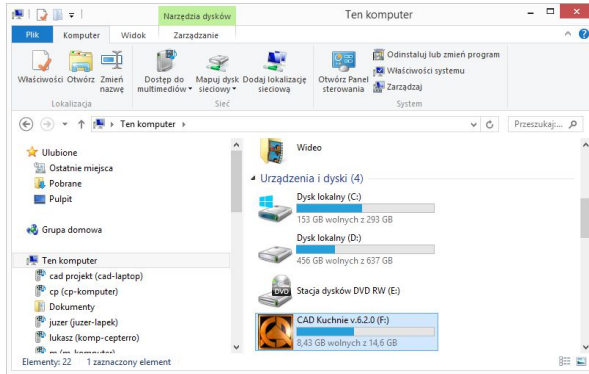 Narzędzia dysków
Ten komputer
Plik
Komputer
Widok
Zarządzanie
Właściwości
Otwórz
Zmień
nazwę
Lokalizacja
Dostęp do
multimediów
Mapuj dysk
sieciowy
Dodaj lokalizację
sieciową
Sieć
Otwórz Panel
sterowania
Odinstaluj lub zmień program
Właściwości systemu
Zarządzaj
System
Ten komputer
Przeszukaj:...
Ulubione
Ostatnie miejsca
Pobrane
Pulpit
Grupa domowa
Ten komputer
cad projekt (cad-laptop)
cp (cp-komputer)
Dokumenty
juzer (juzer-lapek)
lukasz (komp-cepterro)
m (m-komputer)
Wideo
Urządzenia i dyski (4)
Dysk lokalny (C:)
153 GB wolnych z 293 GB
Dysk lokalny (D:)
456 GB wolnych z 637 GB
DVD
Stacja dysków DVD RW (E:)
CAD Kuchnie v.6.2.0 (F:)
8,43 GB wolnych z 14,6 GB
Elementy: 22
1 zaznaczony element